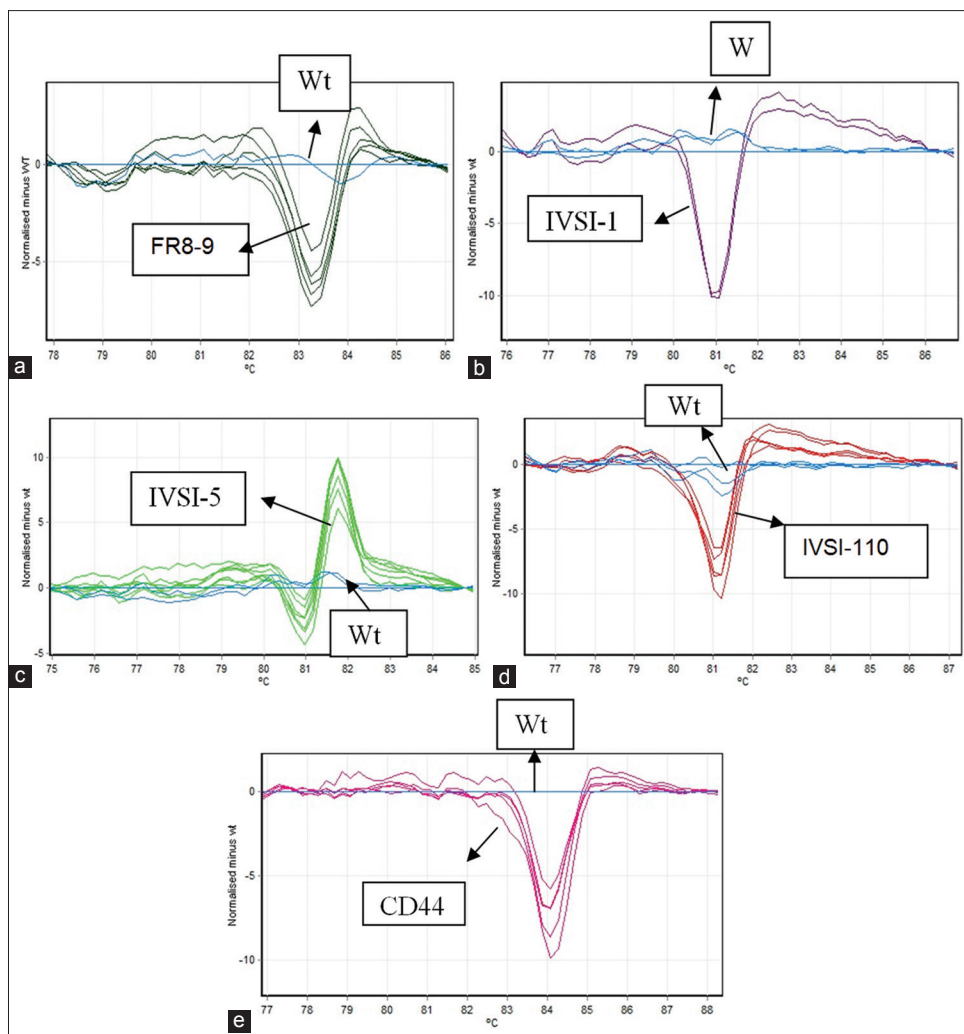 Wt
FR8-9
Normalised minus WT
0
-5
78 79 80 81 82 83 84 85 86
°C
a
W
IVSI-1
Normalised minus wt
0
-5
-10
76 77 78 79 80 81 82 83 84 85 86
°C
b
IVSI-5
Wt
Normalised minus wt
10
5
0
-5
75 76 77 78 79 80 81 82 83 84 85
°C
c
Wt
IVSI-110
Normalised minus wt
0
-5
-10
77 78 79 80 81 82 83 84 85 86 87
°C
d
Wt
CD44
Normalised minus wt
0
-5
-10
77 78 79 80 81 82 83 84 85 86 87 88
°C
e